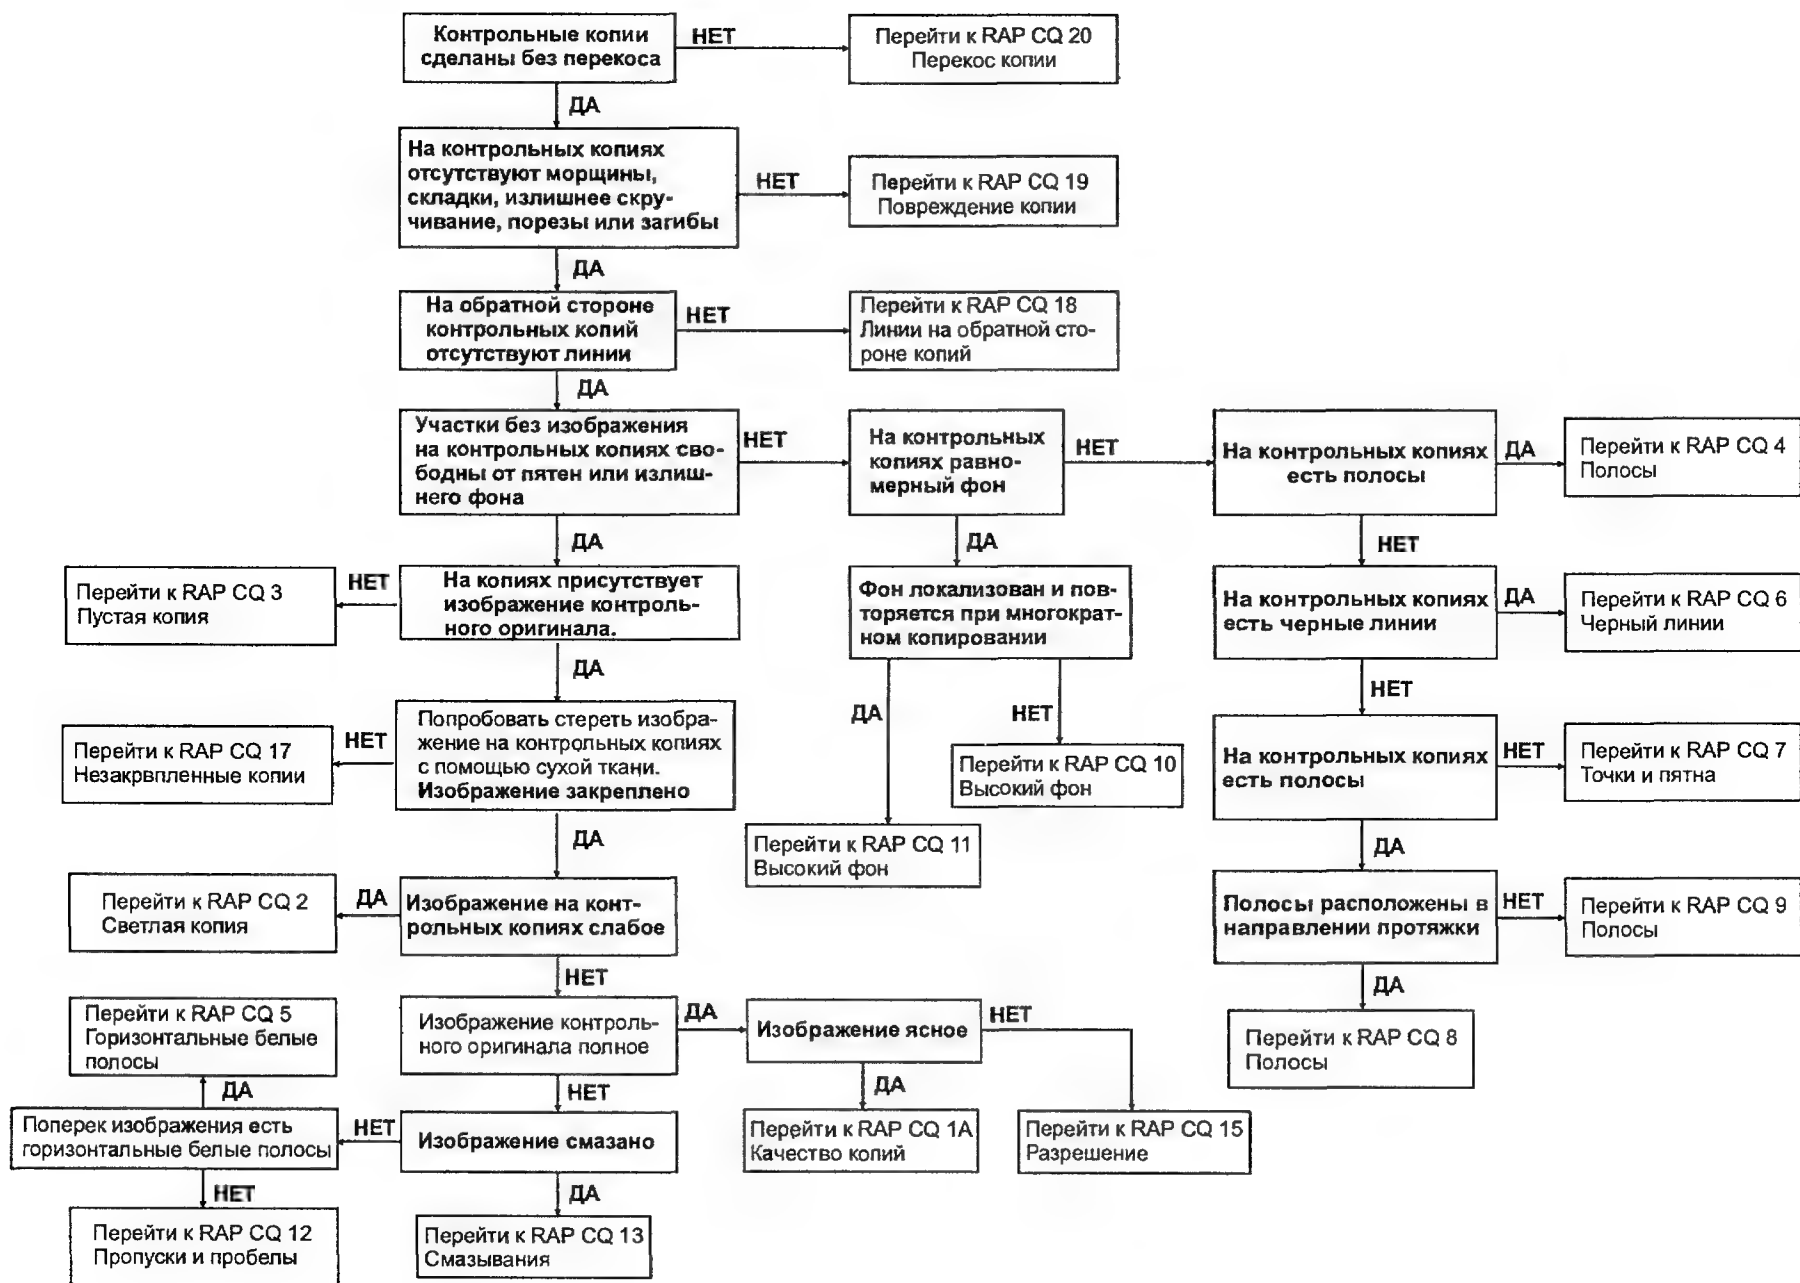 Контрольные копии
сделаны без перекоса
НЕТ
Перейти к RAP CQ 20
Перекос копии
ДА
На контрольных копиях
отсутствуют морщины,
складки, излишнее скру-
чивание, порезы или загибы
НЕТ
Перейти к RAP CQ 19
Повреждение копии
ДА
На обратной стороне
контрольных копий
отсутствуют линии
НЕТ
Перейти к RAP CQ 18
Линии на обратной сто-
роне копий
ДА
Участки без изображения
на контрольных копиях сво-
бодны от пятен или излиш-
него фона
НЕТ
На контрольных
копиях равно-
мерный фон
НЕТ
На контрольных копиях
есть полосы
ДА
Перейти к RAP CQ 4
Полосы
ДА
ДА
НЕТ
Перейти к RAP CQ 3
Пустая копия
НЕТ
На копиях присутствует
изображение контроль-
ного оригинала.
Фон локализован и пов-
торяется при многократ-
ном копировании
На контрольных копиях
есть черные линии
ДА
Перейти к RAP CQ 6
Черный линии
ДА
ДА
НЕТ
НЕТ
Перейти к RAP CQ 17
Незакрвпленные копии
НЕТ
Попробовать стереть изобра-
жение на контрольных копиях
с помощью сухой ткани.
Изображение закреплено
Перейти к RAP CQ 10
Высокий фон
На контрольных копиях
есть полосы
НЕТ
Перейти к RAP CQ 7
Точки и пятна
ДА
Перейти к RAP CQ 11
Высокий фон
ДА
Перейти к RAP CQ 2
Светлая копия
ДА
Изображение на конт-
рольных копиях слабое
Полосы расположены в
направлении протяжки
НЕТ
Перейти к RAP CQ 9
Полосы
НЕТ
ДА
Перейти к RAP CQ 5
Горизонтальные белые
полосы
Изображение контроль-
ного оригинала полное
ДА
Изображение ясное
НЕТ
Перейти к RAP CQ 8
Полосы
ДА
НЕТ
ДА
Поперек изображения есть
горизонтальные белые полосы
НЕТ
Изображение смазано
Перейти к RAP CQ 1A
Качество копий
Перейти к RAP CQ 15
Разрешение
НЕТ
ДА
Перейти к RAP CQ 12
Пропуски и пробелы
Перейти к RAP CQ 13
Смазывания